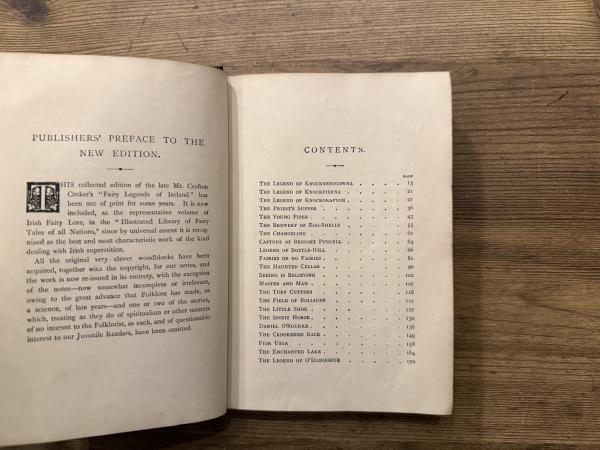 PUBLISHERS' PREFACE TO THE
NEW EDITION.
THIS collected edition of the late Mr. Crofton
Croker's "Fairy Legends of Ireland" has
been out of print for some years. It is now
included, as the representative volume of
Irish Fairy Lore, in the "Illustrated Library of Fairy
Tales of all Nations," since by universal assent it is recog-
nised as the best and most characteristic work of the kind
dealing with Irish superstition.
All the original very clever woodblocks have been
acquired, together with the copyright, for our series, and
the work is now re-issued in its entirety, with the exception
of the notes—now somewhat incomplete or irrelevant,
owing to the great advance that Folklore has made, as
a science, of late years—and one or two of the stories,
which, treating as they do of spiritualism or other matters
of no interest to the Folklorist, as such, and of questionable
interest to our Juvenile Readers, have been omitted.
CONTENTS.
PAGE
THE LEGEND OF KNOCKSHEOGOWNA . . . . . 13
THE LEGEND OF KNOCKFIERNA . . . . . 21
THE LEGEND OF KNOCKGRAFTON . . . . . 27
THE PRIEST'S SUPPER . . . . . 36
THE YOUNG PIPER . . . . . 43
THE BREWERY OF EGG-SHELLS . . . . . 55
THE CHANGELING . . . . . 61
CAPTURE OF BRIDGET PURCELL . . . . . 63
LEGEND OF BOTTLE-HILL . . . . . 66
FAIRIES OR NO FAIRIES . . . . . 82
THE HAUNTED CELLAR . . . . . 90
SEEING IS BELIEVING . . . . . 102
MASTER AND MAN . . . . . 107
THE TURF CUTTERS . . . . . 118
THE FIELD OF BOLIAUNS . . . . . 121
THE LITTLE SHOE . . . . . 127
THE SPIRIT HORSE . . . . . 132
DANIEL O'ROURKE . . . . . 136
THE CROOKENED BACK . . . . . 149
FIOR USGA . . . . . 158
THE ENCHANTED LAKE . . . . . 164
THE LEGEND OF O'DONOGHUE . . . . . 170